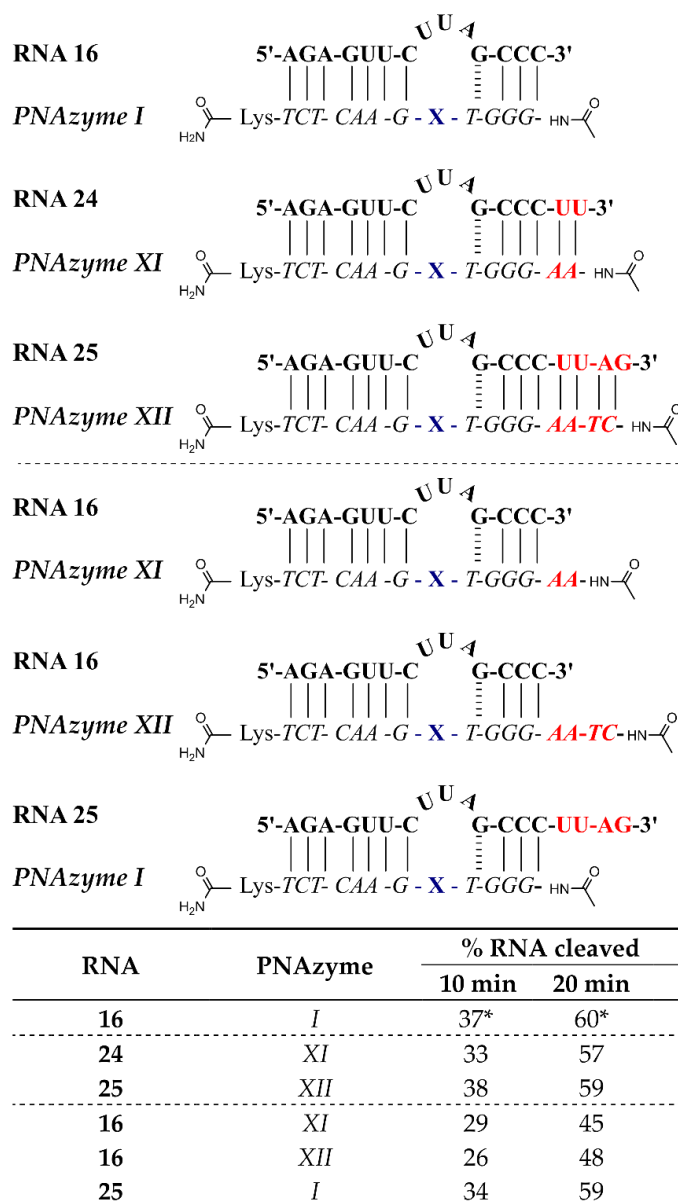 U U A
RNA 16 5'-AGA-GUU-C G-CCC-3'
PNAzyme I H₂N O Lys-TCT- CAA -G - X - T-GGG- HN O
U U A
RNA 24 5'-AGA-GUU-C G-CCC-UU-3'
PNAzyme XI H₂N O Lys-TCT- CAA- G - X - T-GGG- AA- HN O
U U A
RNA 25 5'-AGA-GUU-C G-CCC-UU-AG-3'
PNAzyme XII H₂N O Lys-TCT- CAA -G - X - T-GGG- AA-TC- HN O
U U A
RNA 16 5'-AGA-GUU-C G-CCC-3'
PNAzyme XI H₂N O Lys-TCT- CAA -G - X - T-GGG- AA-HN O
U U A
RNA 16 5'-AGA-GUU-C G-CCC-3'
PNAzyme XII H₂N O Lys-TCT- CAA -G - X - T-GGG- AA-TC-HN O
U U A
RNA 25 5'-AGA-GUU-C G-CCC-UU-AG-3'
PNAzyme I H₂N O Lys-TCT- CAA -G - X - T-GGG- HN O
RNA PNAzyme % RNA cleaved
10 min 20 min
16 I 37* 60*
24 XI 33 57
25 XII 38 59
16 XI 29 45
16 XII 26 48
25 I 34 59